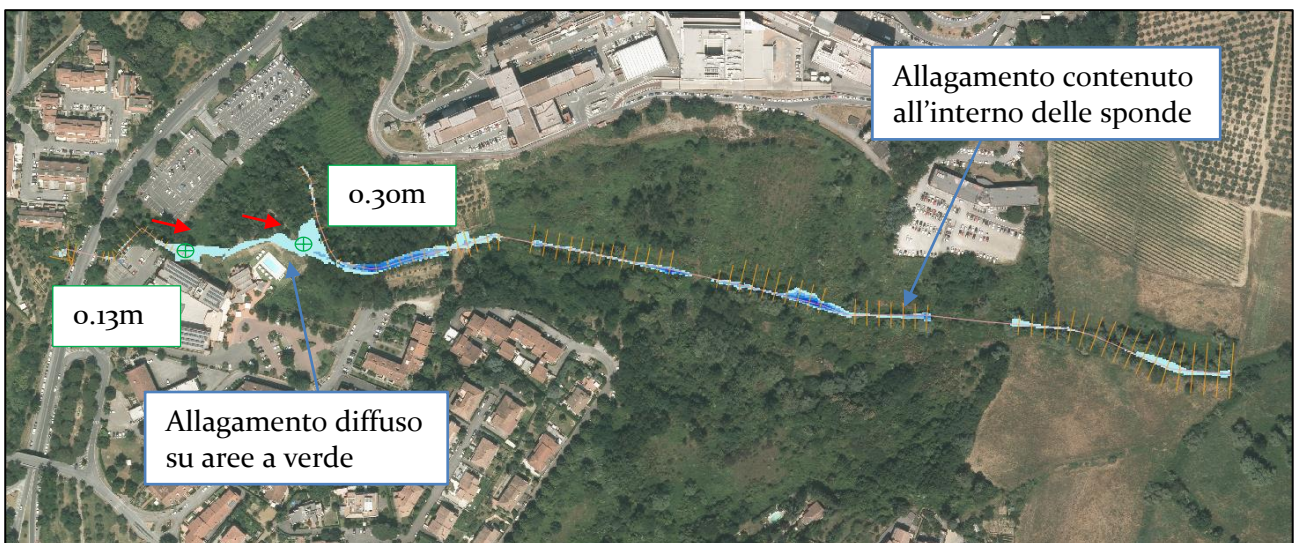 Allagamento contenuto
all’interno delle sponde
0.30m
0.13m
Allagamento diffuso
su aree a verde